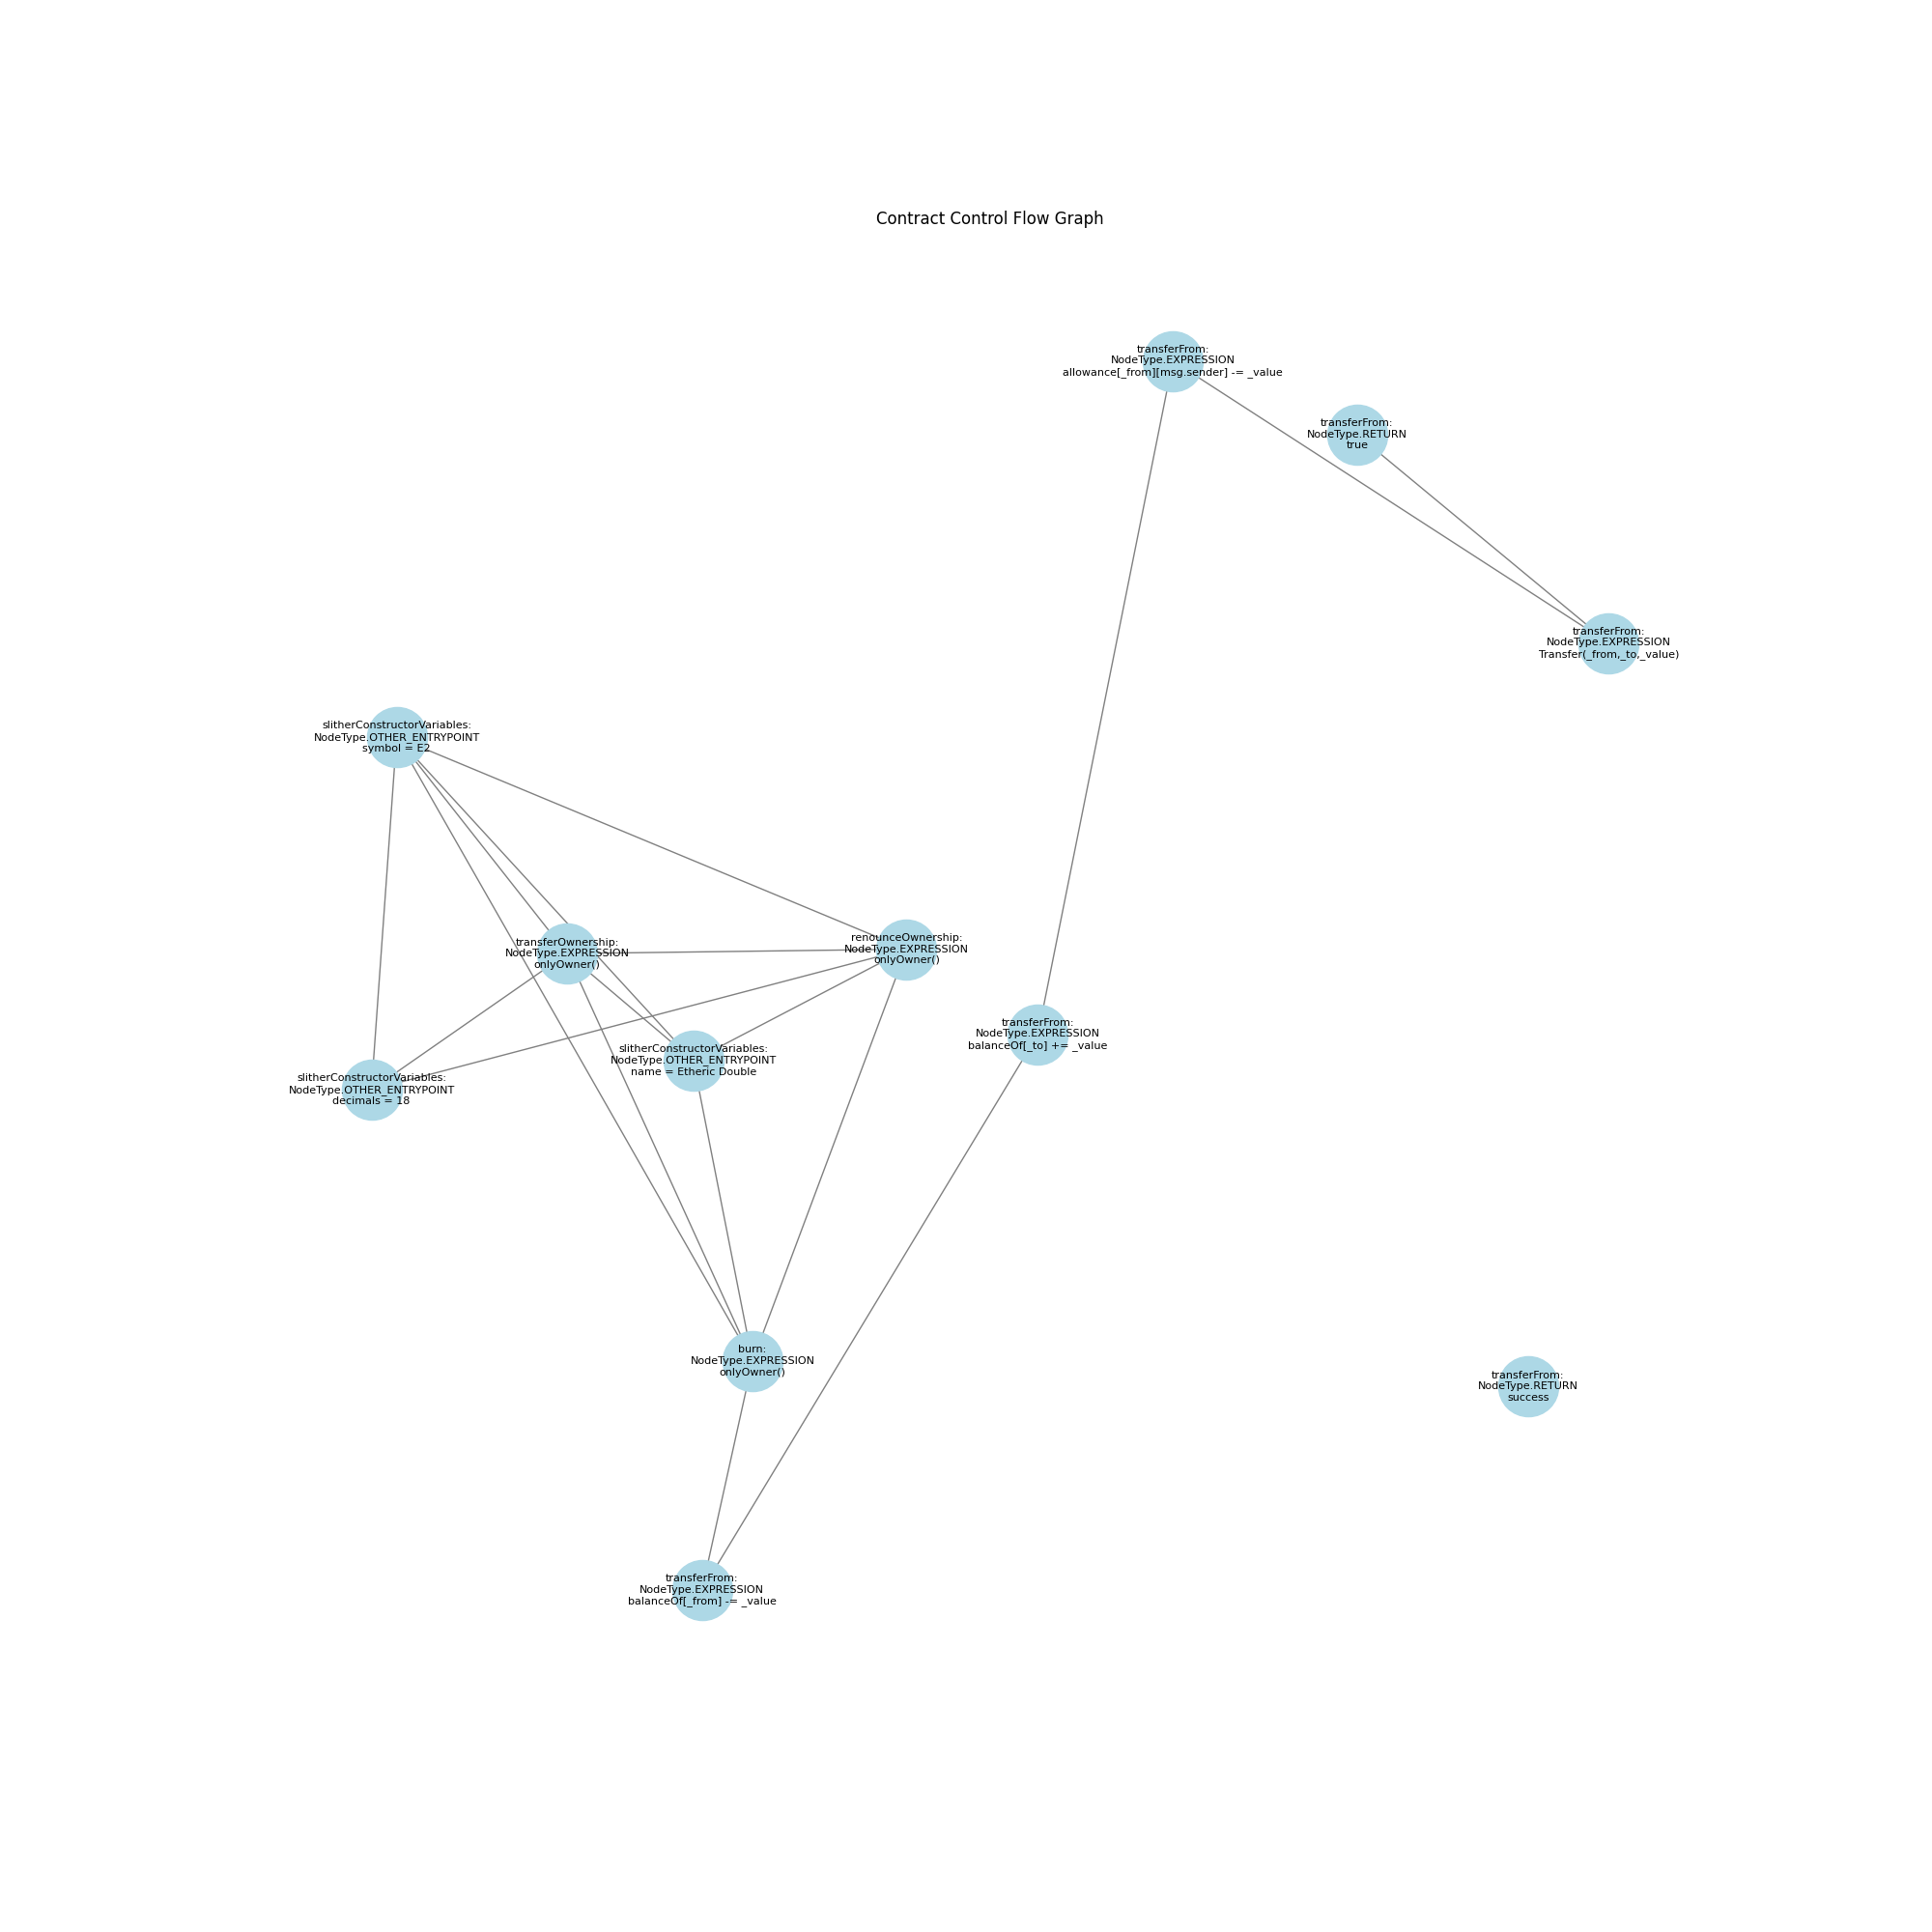 Contract Control Flow Graph
transferFrom:
NodeType.EXPRESSION
allowance[_from][msg.sender] -= _value
transferFrom:
NodeType.RETURN
true
transferFrom:
NodeType.EXPRESSION
Transfer(_from,_to,_value)
slitherConstructorVariables:
NodeType.OTHER_ENTRYPOINT
symbol = E2
transferOwnership:
NodeType.EXPRESSION
onlyOwner()
renounceOwnership:
NodeType.EXPRESSION
onlyOwner()
transferFrom:
NodeType.EXPRESSION
balanceOf[_to] += _value
slitherConstructorVariables:
NodeType.OTHER_ENTRYPOINT
name = Etheric Double
slitherConstructorVariables:
NodeType.OTHER_ENTRYPOINT
decimals = 18
burn:
NodeType.EXPRESSION
onlyOwner()
transferFrom:
NodeType.RETURN
success
transferFrom:
NodeType.EXPRESSION
balanceOf[_from] -= _value